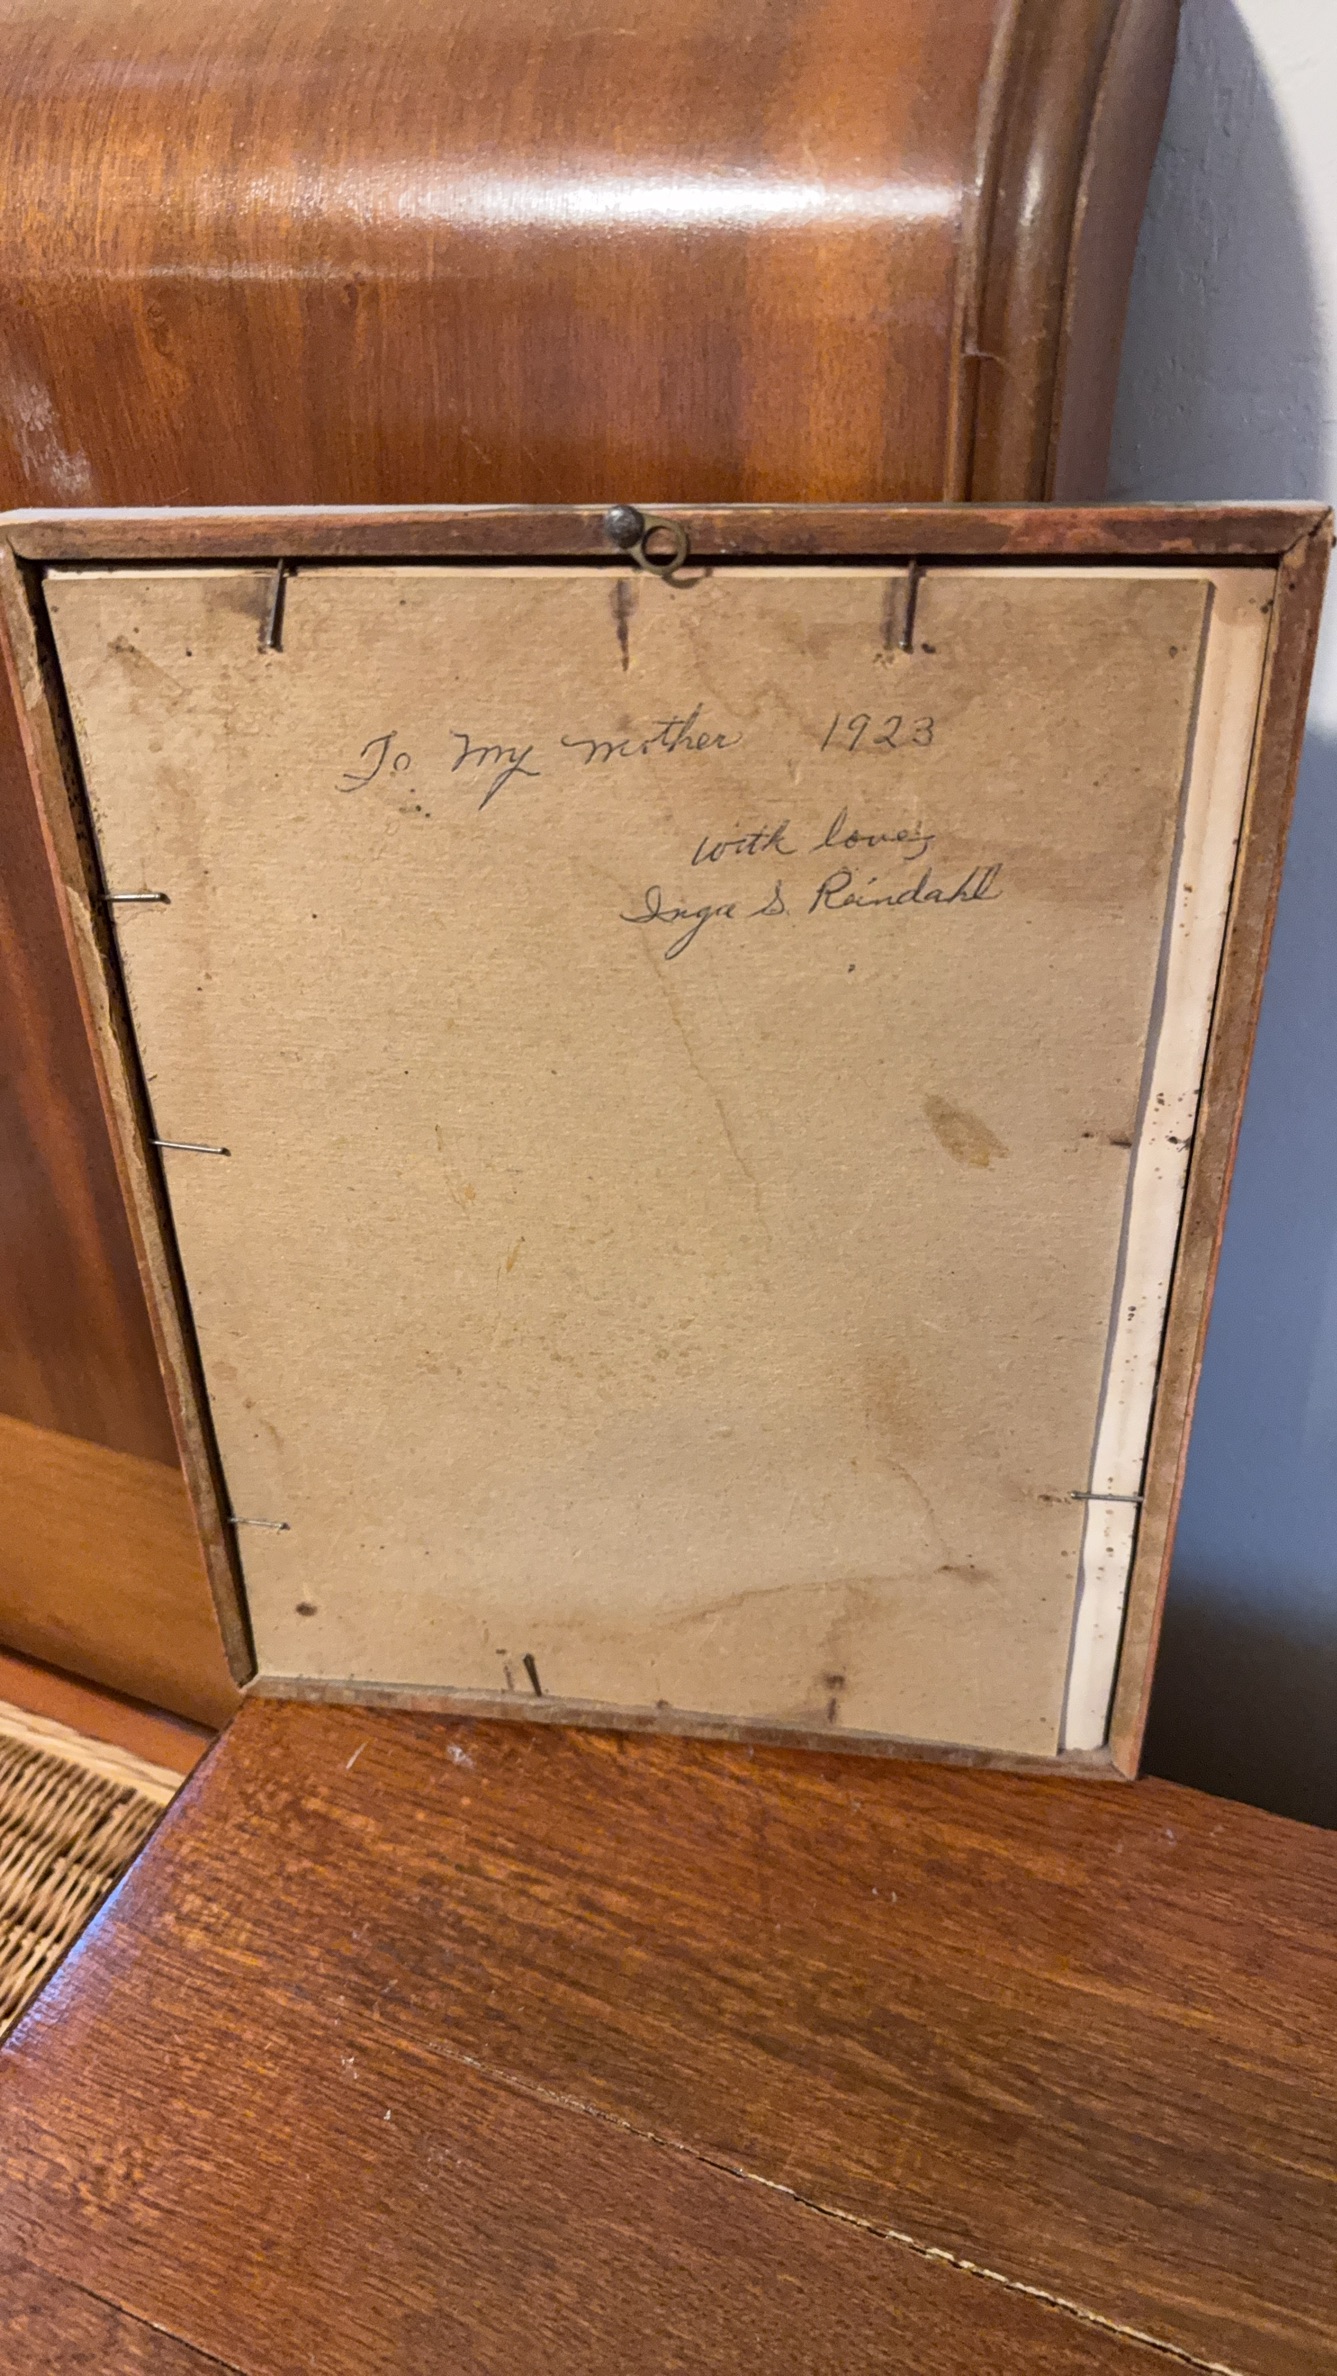 To My Mother 1923
with love,
Inga S. Reindahl